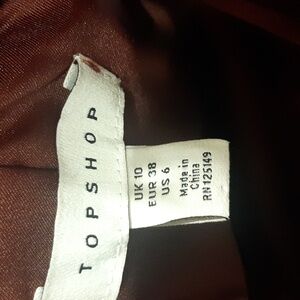 TOPSHOP
UK 10
EUR 38
US 6
Made in
China
RN 125149